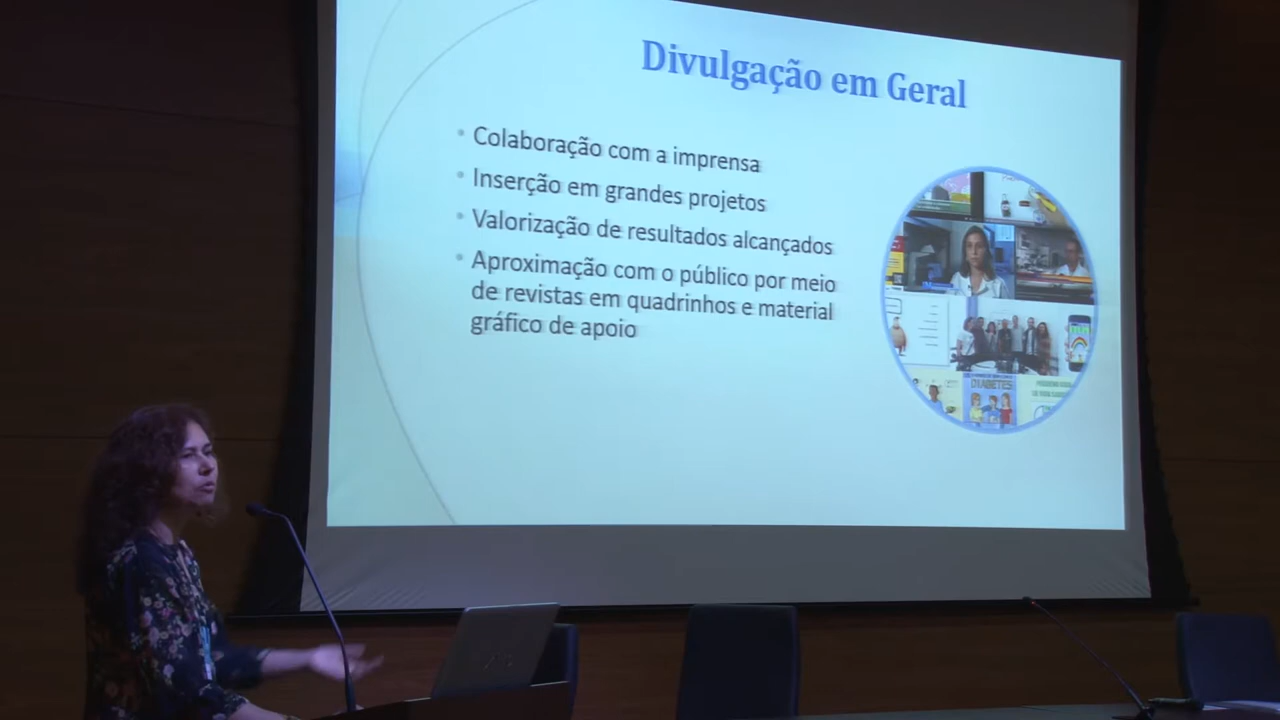 Divulgação em Geral
• Colaboração com a imprensa
• Inserção em grandes projetos
• Valorização de resultados alcançados
• Aproximação com o público por meio
de revistas em quadrinhos e material
gráfico de apoio
DIABETES